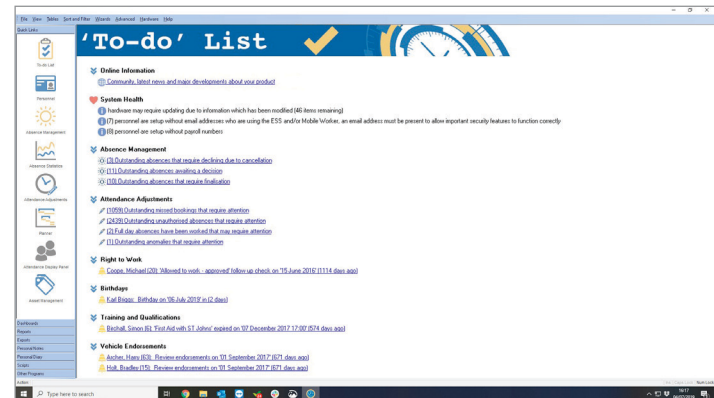 File View Tables Sort and Filter Wizards Advanced Hardware Help
Quick Links
To-do List
Personnel
Absence Management
Absence Statistics
Attendance Adjustments
Planner
Attendance Display Panel
Asset Management
Dashboards
Reports
Exports
Personal Notes
Personal Diary
Scripts
Other Programs
'To-do' List
Online Information
Community, latest news and major developments about your product
System Health
hardware may require updating due to information which has been modified (46 items remaining)
(7) personnel are setup without email addresses who are using the ESS and/or Mobile Worker, an email address must be present to allow important security features to function correctly
(8) personnel are setup without payroll numbers
Absence Management
(3) Outstanding absences that require declining due to cancellation
(11) Outstanding absences awaiting a decision
(10) Outstanding absences that require finalisation
Attendance Adjustments
(1059) Outstanding missed bookings that require attention
(2439) Outstanding unauthorised absences that require attention
(2) Full day absences have been worked that may require attention
(1) Outstanding anomalies that require attention
Right to Work
Coope, Michael (20): 'Allowed to work - approved' follow up check on '15 June 2016' (1114 days ago)
Birthdays
Karl Beggs: Birthday on '06 July 2019' in (2 days)
Training and Qualifications
Birchall, Simon (6): 'First Aid with ST Johns' expired on '07 December 2017 17:00' (574 days ago)
Vehicle Endorsements
Archer, Harry (63): Review endorsements on '01 September 2017' (671 days ago)
Holt, Bradley (15): Review endorsements on '01 September 2017' (671 days ago)
Num Lock
Type here to search
16:17
04/07/2019